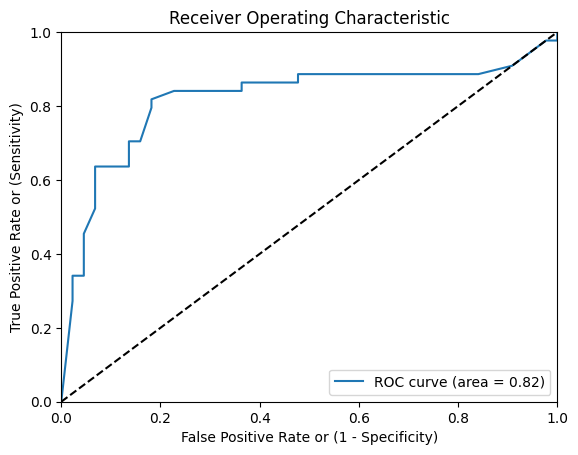 Receiver Operating Characteristic
1.0
0.8
0.6
0.4
0.2
0.0
True Positive Rate or (Sensitivity)
ROC curve (area = 0.82)
0.0 0.2 0.4 0.6 0.8 1.0
False Positive Rate or (1 - Specificity)